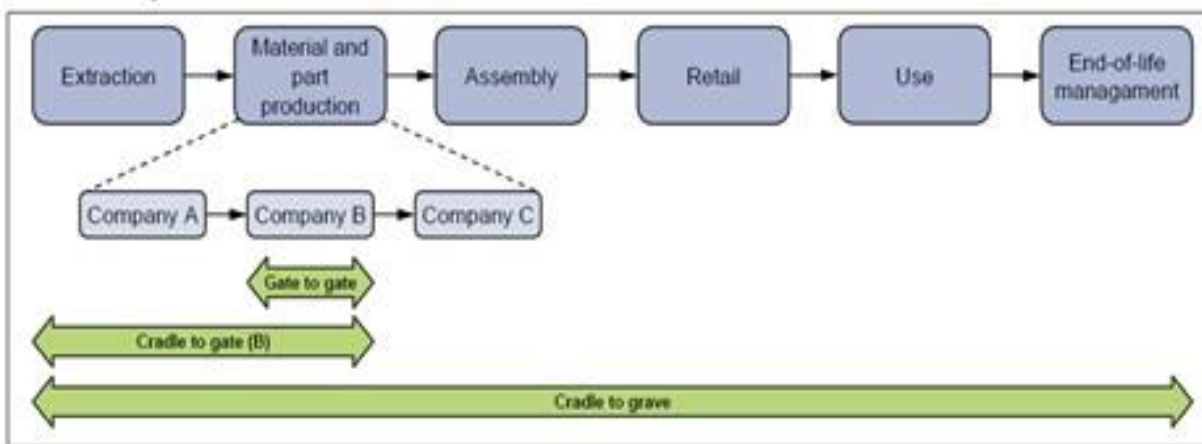 Extraction
Material and
part
production
Assembly
Retail
Use
End-of-life
managament
Company A
Company B
Company C
Gate to gate
Cradle to gate (B)
Cradle to grave